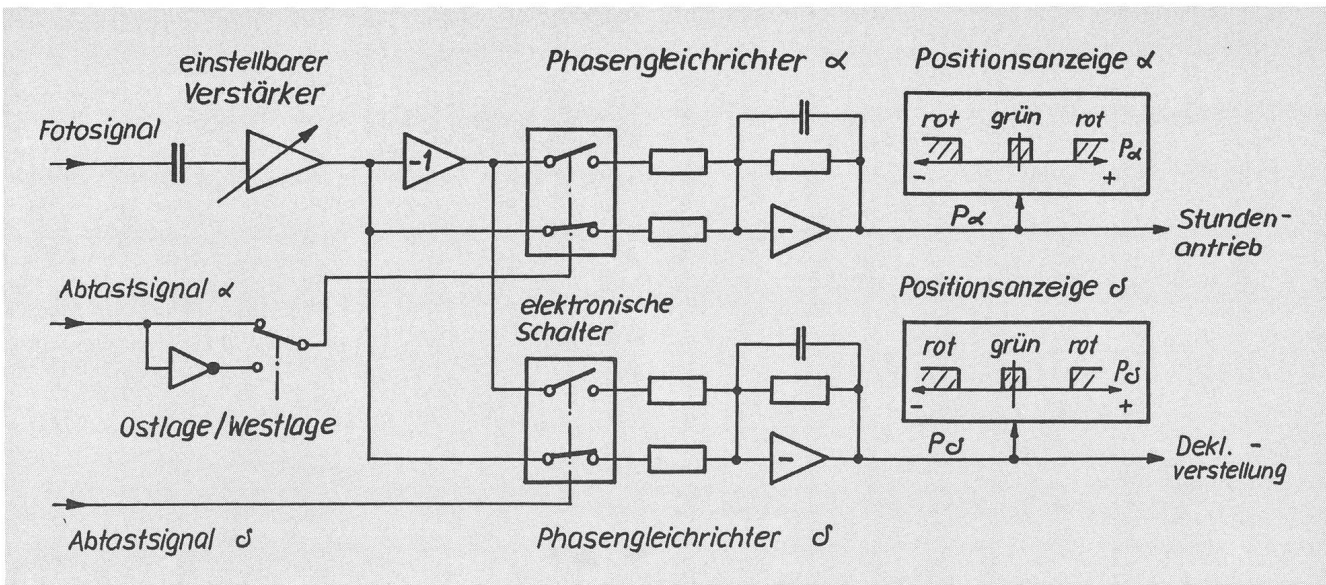 einstellbarer
Verstärker
Phasengleichrichter α
Positionsanzeige α
Fotosignal
-1
rot grün rot
Pα
- +
Pα
Stunden-
antrieb
Abtastsignal α
elektronische
Schalter
Positionsanzeige δ
-
rot grün rot
Pδ
- +
Ostlage/Westlage
Pδ
-
Dekl.-
verstellung
Abtastsignal δ
Phasengleichrichter δ